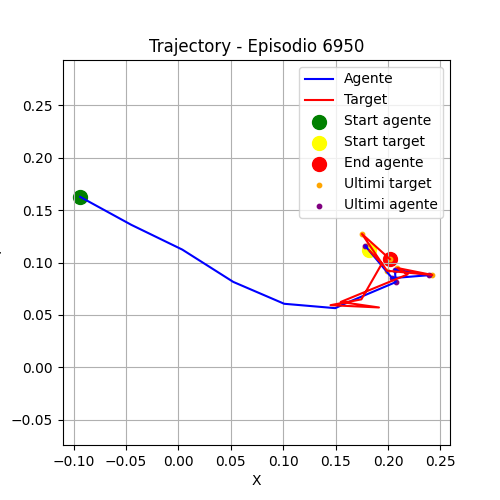 Trajectory - Episodio 6950
Agente
Target
Start agente
Start target
End agente
Ultimi target
Ultimi agente
0.25
0.20
0.15
0.10
0.05
0.00
−0.05
−0.10 −0.05 0.00 0.05 0.10 0.15 0.20 0.25
X